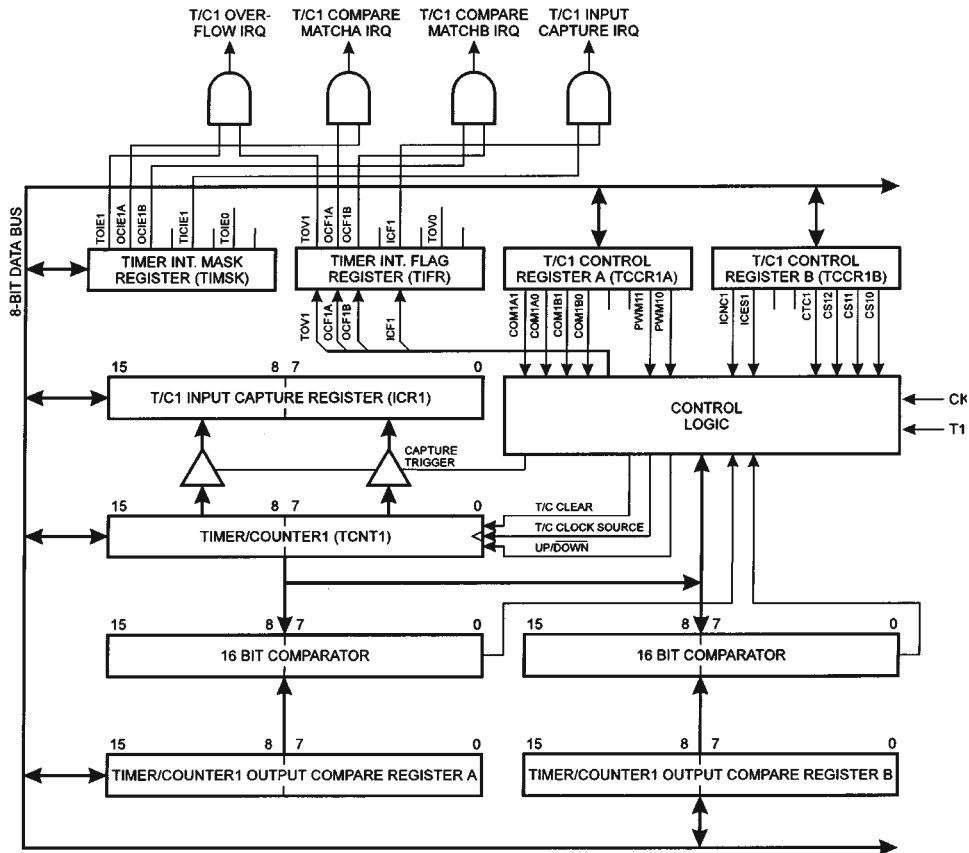 T/C1 OVER-
FLOW IRQ
T/C1 COMPARE
MATCHA IRQ
T/C1 COMPARE
MATCHB IRQ
T/C1 INPUT
CAPTURE IRQ
8-BIT DATA BUS
TOIE1
OCIE1A
OCIE1B
TICIE1
TOIE0
TOV1
OCF1A
OCF1B
ICF1
TOV0
TIMER INT. MASK
REGISTER (TIMSK)
TIMER INT. FLAG
REGISTER (TIFR)
T/C1 CONTROL
REGISTER A (TCCR1A)
T/C1 CONTROL
REGISTER B (TCCR1B)
TOV1
OCF1A
OCF1B
ICF1
COM1A1
COM1A0
COM1B1
COM1B0
PWM11
PWM10
ICNC1
ICES1
CTC1
CS12
CS11
CS10
15 8 7 0
T/C1 INPUT CAPTURE REGISTER (ICR1)
CONTROL
LOGIC
CK
T1
CAPTURE
TRIGGER
15 8 7 0
TIMER/COUNTER1 (TCNT1)
T/C CLEAR
T/C CLOCK SOURCE
UP/DOWN
15 8 7 0
16 BIT COMPARATOR
15 8 7 0
16 BIT COMPARATOR
15 8 7 0
TIMER/COUNTER1 OUTPUT COMPARE REGISTER A
15 8 7 0
TIMER/COUNTER1 OUTPUT COMPARE REGISTER B